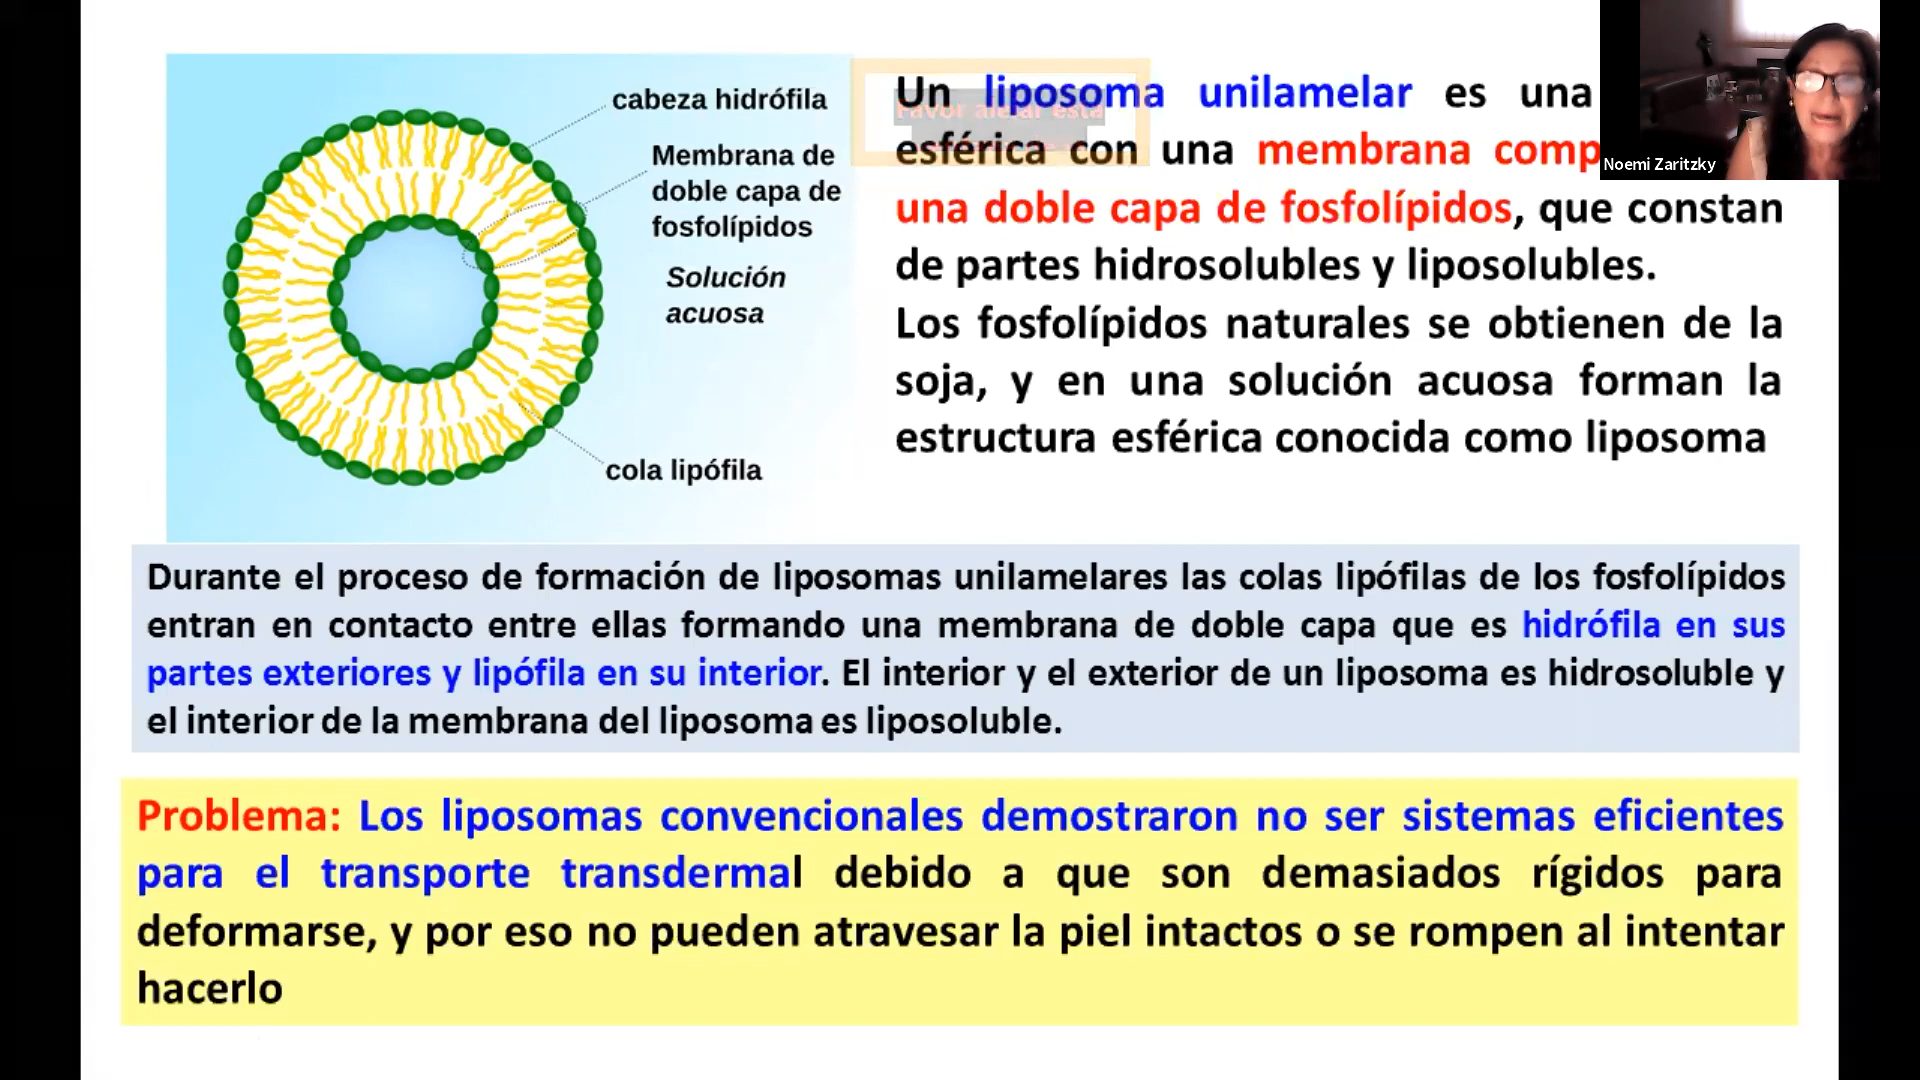 cabeza hidrófila
Membrana de
doble capa de
fosfolípidos
Solución
acuosa
cola lipófila
Un liposoma unilamelar es una
esférica con una membrana comp
una doble capa de fosfolípidos, que constan
de partes hidrosolubles y liposolubles.
Los fosfolípidos naturales se obtienen de la
soja, y en una solución acuosa forman la
estructura esférica conocida como liposoma
Noemi Zaritzky
Durante el proceso de formación de liposomas unilamelares las colas lipófilas de los fosfolípidos
entran en contacto entre ellas formando una membrana de doble capa que es hidrófila en sus
partes exteriores y lipófila en su interior. El interior y el exterior de un liposoma es hidrosoluble y
el interior de la membrana del liposoma es liposoluble.
Problema: Los liposomas convencionales demostraron no ser sistemas eficientes
para el transporte transdermal debido a que son demasiados rígidos para
deformarse, y por eso no pueden atravesar la piel intactos o se rompen al intentar
hacerlo